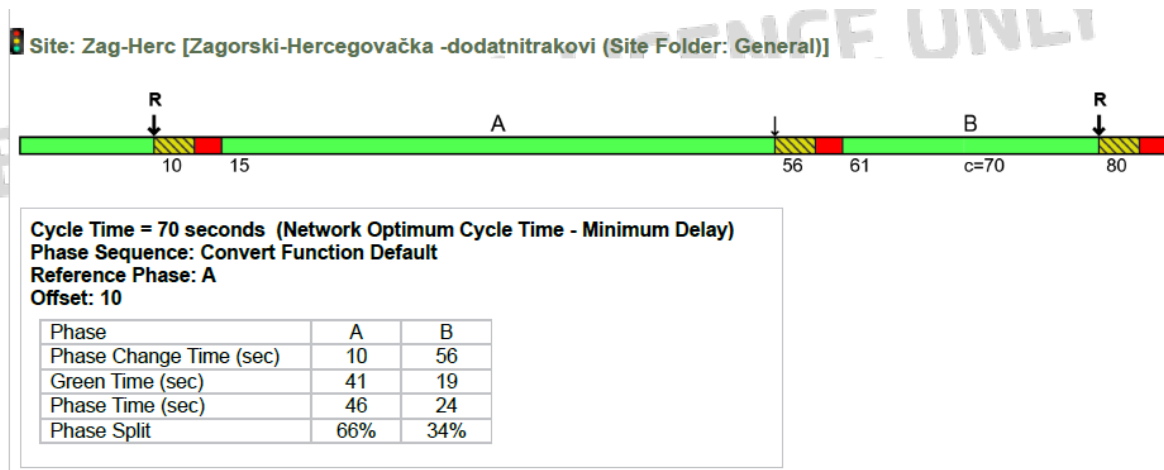 LICENCE ONLY
Site: Zag-Herc [Zagorski-Hercegovačka -dodatnitrakovi (Site Folder: General)]
R A B R
10 15 56 61 c=70 80
Cycle Time = 70 seconds (Network Optimum Cycle Time - Minimum Delay)
Phase Sequence: Convert Function Default
Reference Phase: A
Offset: 10
Phase A B
Phase Change Time (sec) 10 56
Green Time (sec) 41 19
Phase Time (sec) 46 24
Phase Split 66% 34%